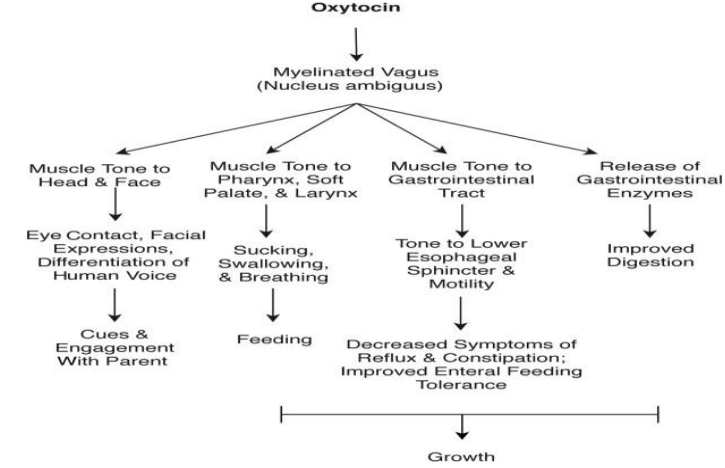 Oxytocin
Myelinated Vagus
(Nucleus ambiguus)
Muscle Tone to
Head & Face
Muscle Tone to
Pharynx, Soft
Palate, & Larynx
Muscle Tone to
Gastrointestinal
Tract
Release of
Gastrointestinal
Enzymes
Eye Contact, Facial
Expressions,
Differentiation of
Human Voice
Sucking,
Swallowing,
& Breathing
Tone to Lower
Esophageal
Sphincter &
Motility
Improved
Digestion
Cues &
Engagement
With Parent
Feeding
Decreased Symptoms of
Reflux & Constipation;
Improved Enteral Feeding
Tolerance
Growth